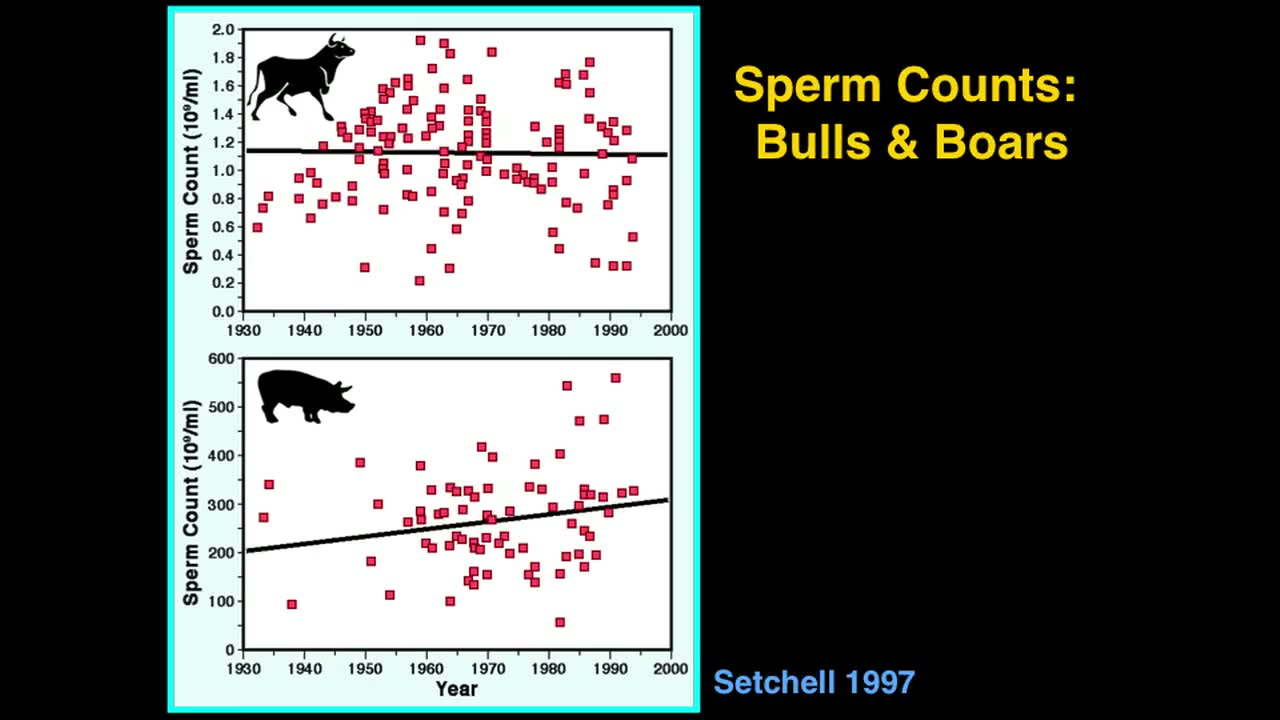 Sperm Counts:
Bulls & Boars
Sperm Count (10⁹/ml)
2.0
1.8
1.6
1.4
1.2
1.0
0.8
0.6
0.4
0.2
0.0
1930 1940 1950 1960 1970 1980 1990 2000
Sperm Count (10⁹/ml)
600
500
400
300
200
100
0
1930 1940 1950 1960 1970 1980 1990 2000
Year
Setchell 1997